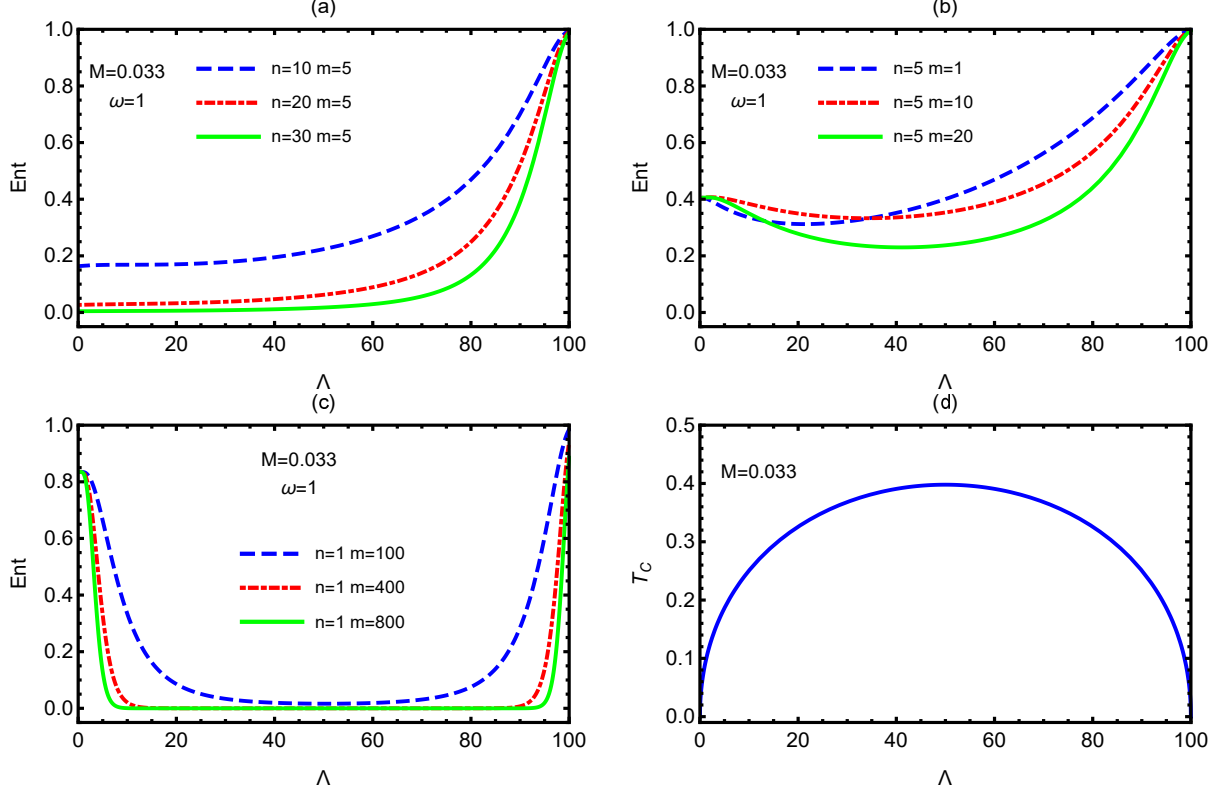 (a)
1.0
0.8
0.6
0.4
0.2
0.0
Ent
M=0.033
ω=1
n=10 m=5
n=20 m=5
n=30 m=5
0 20 40 60 80 100
Λ
(b)
1.0
0.8
0.6
0.4
0.2
0.0
Ent
M=0.033
ω=1
n=5 m=1
n=5 m=10
n=5 m=20
0 20 40 60 80 100
Λ
(c)
1.0
0.8
0.6
0.4
0.2
0.0
Ent
M=0.033
ω=1
n=1 m=100
n=1 m=400
n=1 m=800
0 20 40 60 80 100
Λ
(d)
0.5
0.4
0.3
0.2
0.1
0.0
T_C
M=0.033
0 20 40 60 80 100
Λ